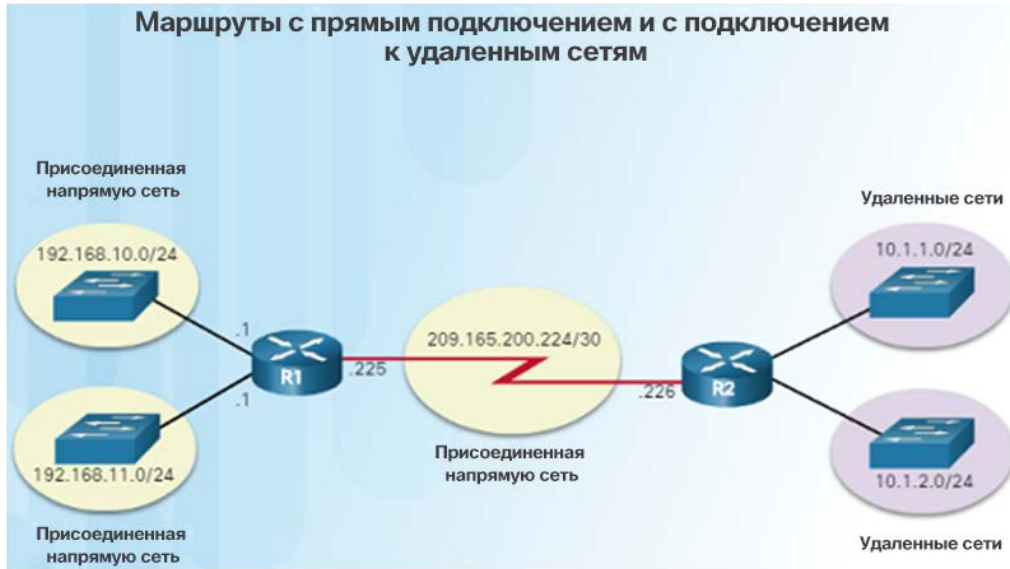 Маршруты с прямым подключением и с подключением
к удаленным сетям
Присоединенная
напрямую сеть
192.168.10.0/24
.1
R1
.1
192.168.11.0/24
Присоединенная
напрямую сеть
.225
209.165.200.224/30
.226
Присоединенная
напрямую сеть
R2
Удаленные сети
10.1.1.0/24
10.1.2.0/24
Удаленные сети